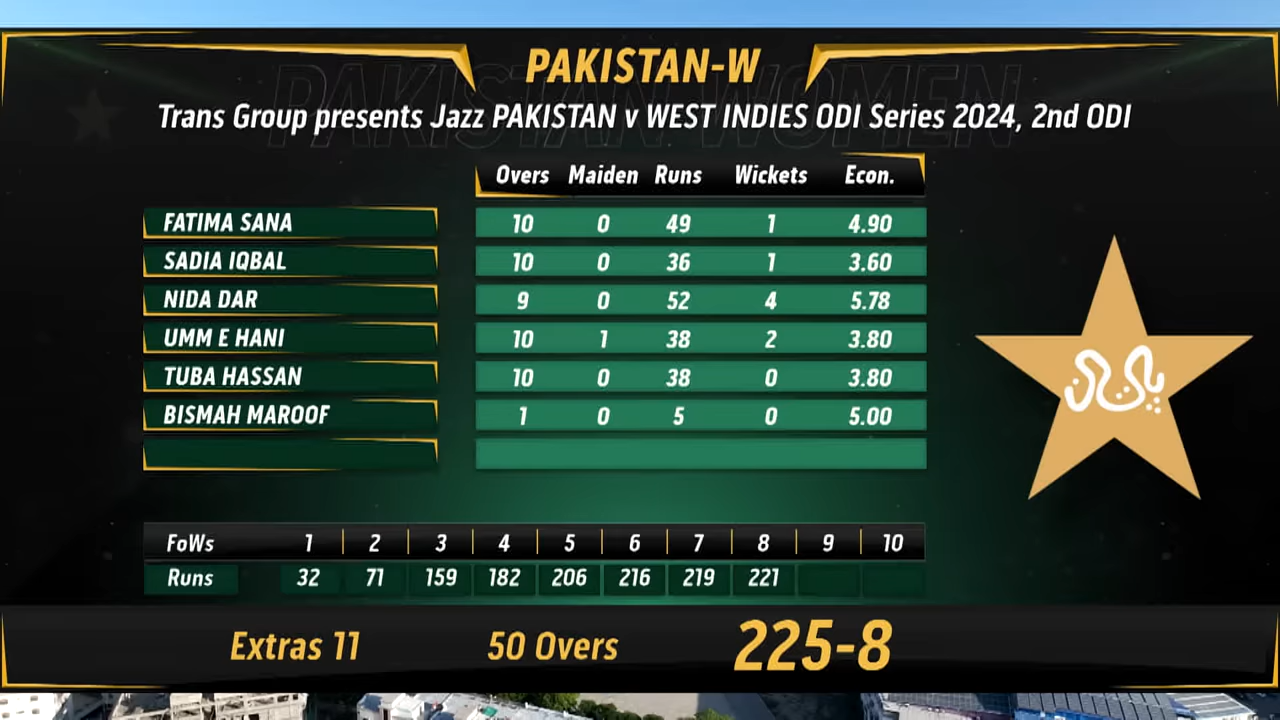 PAKISTAN-W
PAKISTAN WOMEN
Trans Group presents Jazz PAKISTAN v WEST INDIES ODI Series 2024, 2nd ODI
Overs Maiden Runs Wickets Econ.
FATIMA SANA 10 0 49 1 4.90
SADIA IQBAL 10 0 36 1 3.60
NIDA DAR 9 0 52 4 5.78
UMM E HANI 10 1 38 2 3.80
TUBA HASSAN 10 0 38 0 3.80
BISMAH MAROOF 1 0 5 0 5.00
پاکستان
FoWs 1 2 3 4 5 6 7 8 9 10
Runs 32 71 159 182 206 216 219 221
Extras 11 50 Overs 225-8